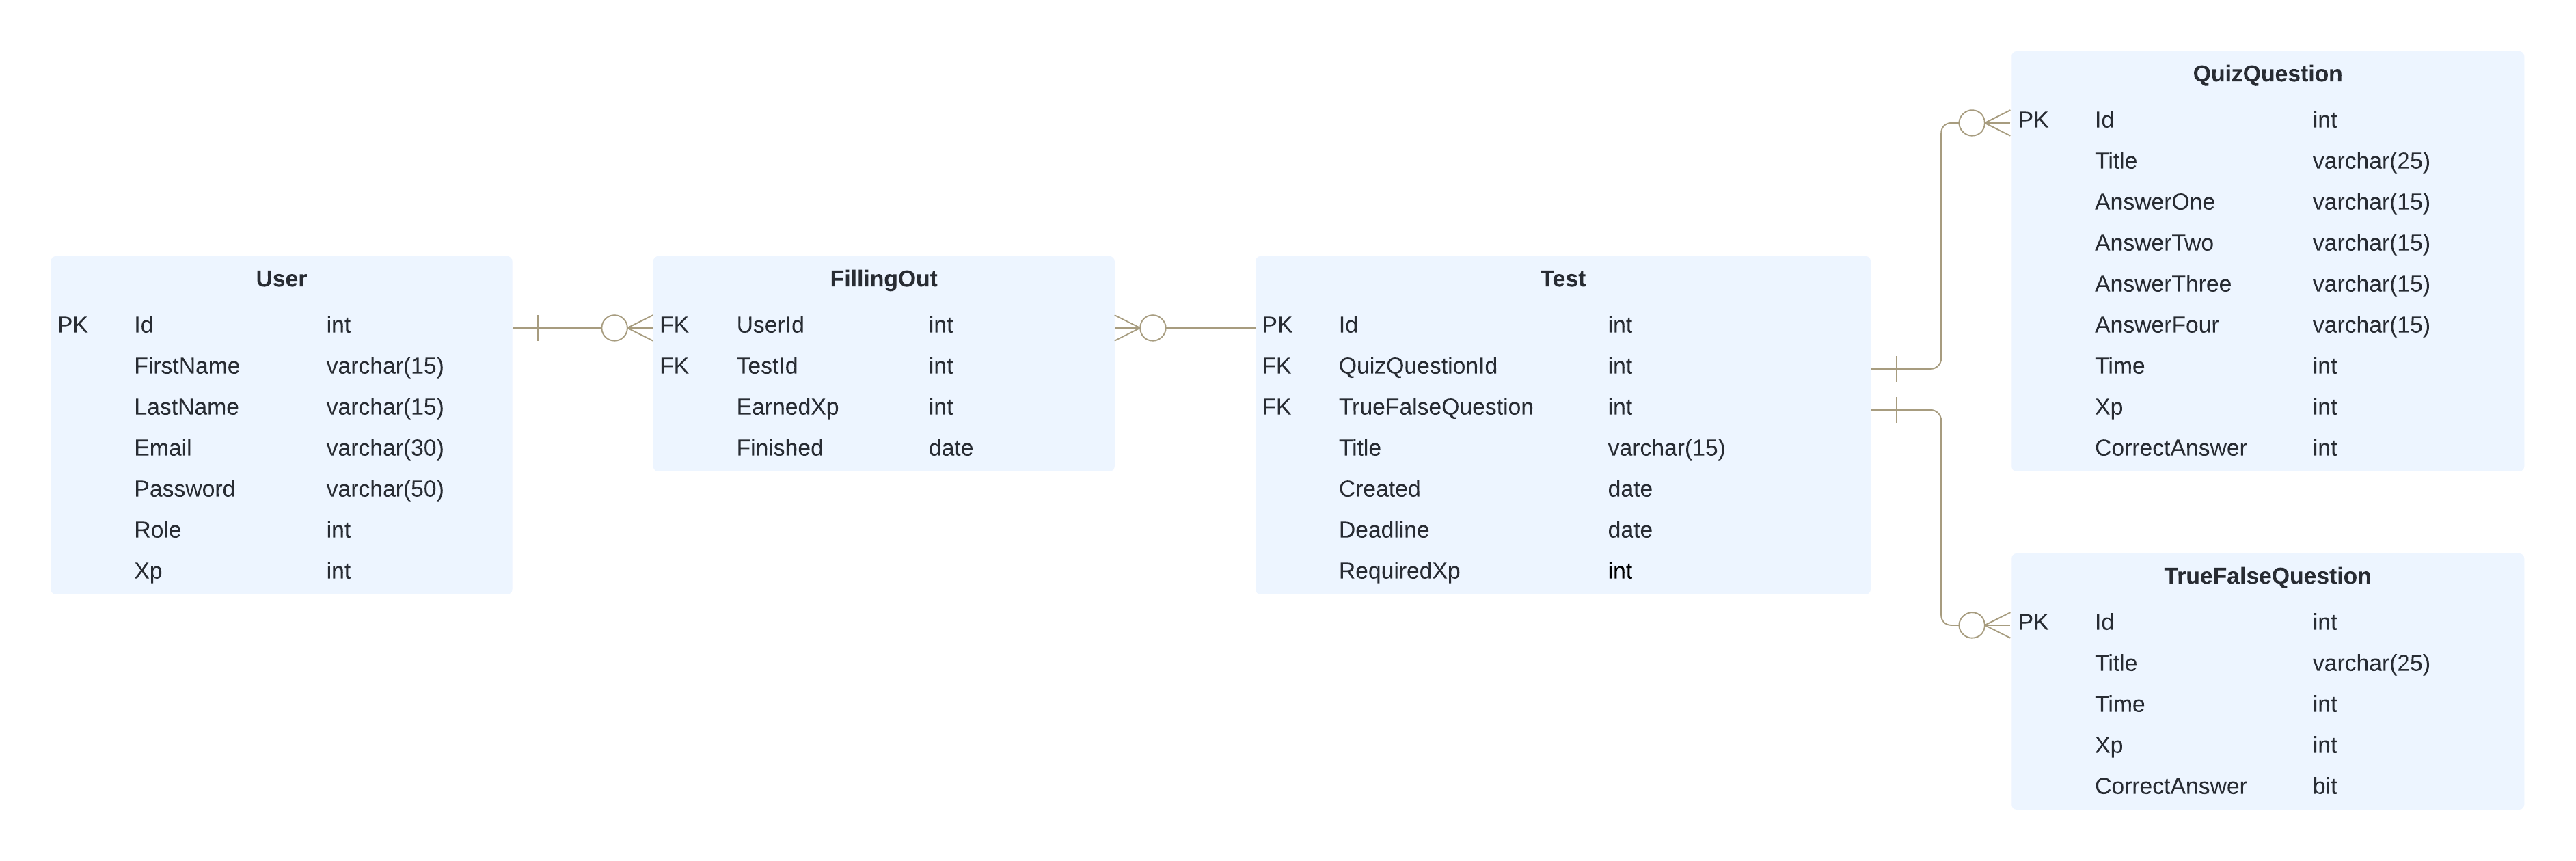 User
PK Id int
FirstName varchar(15)
LastName varchar(15)
Email varchar(30)
Password varchar(50)
Role int
Xp int
FillingOut
FK UserId int
FK TestId int
EarnedXp int
Finished date
Test
PK Id int
FK QuizQuestionId int
FK TrueFalseQuestion int
Title varchar(15)
Created date
Deadline date
RequiredXp int
QuizQuestion
PK Id int
Title varchar(25)
AnswerOne varchar(15)
AnswerTwo varchar(15)
AnswerThree varchar(15)
AnswerFour varchar(15)
Time int
Xp int
CorrectAnswer int
TrueFalseQuestion
PK Id int
Title varchar(25)
Time int
Xp int
CorrectAnswer bit